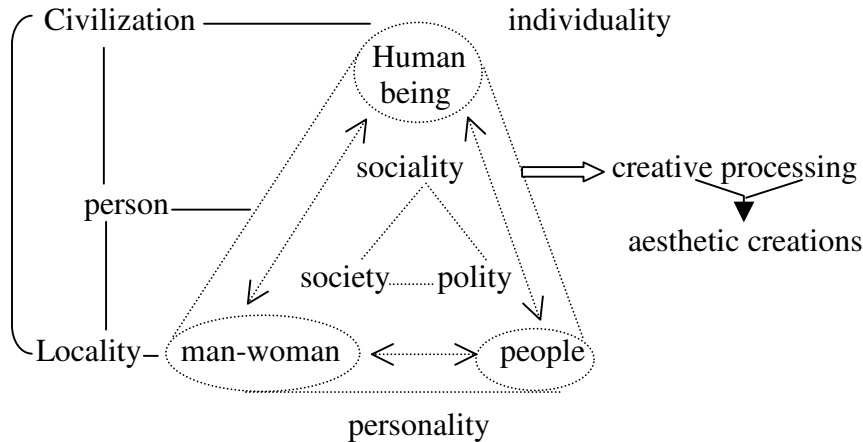 Civilization individuality
Human
being
sociality
creative processing
person
aesthetic creations
society polity
Locality man-woman people
personality